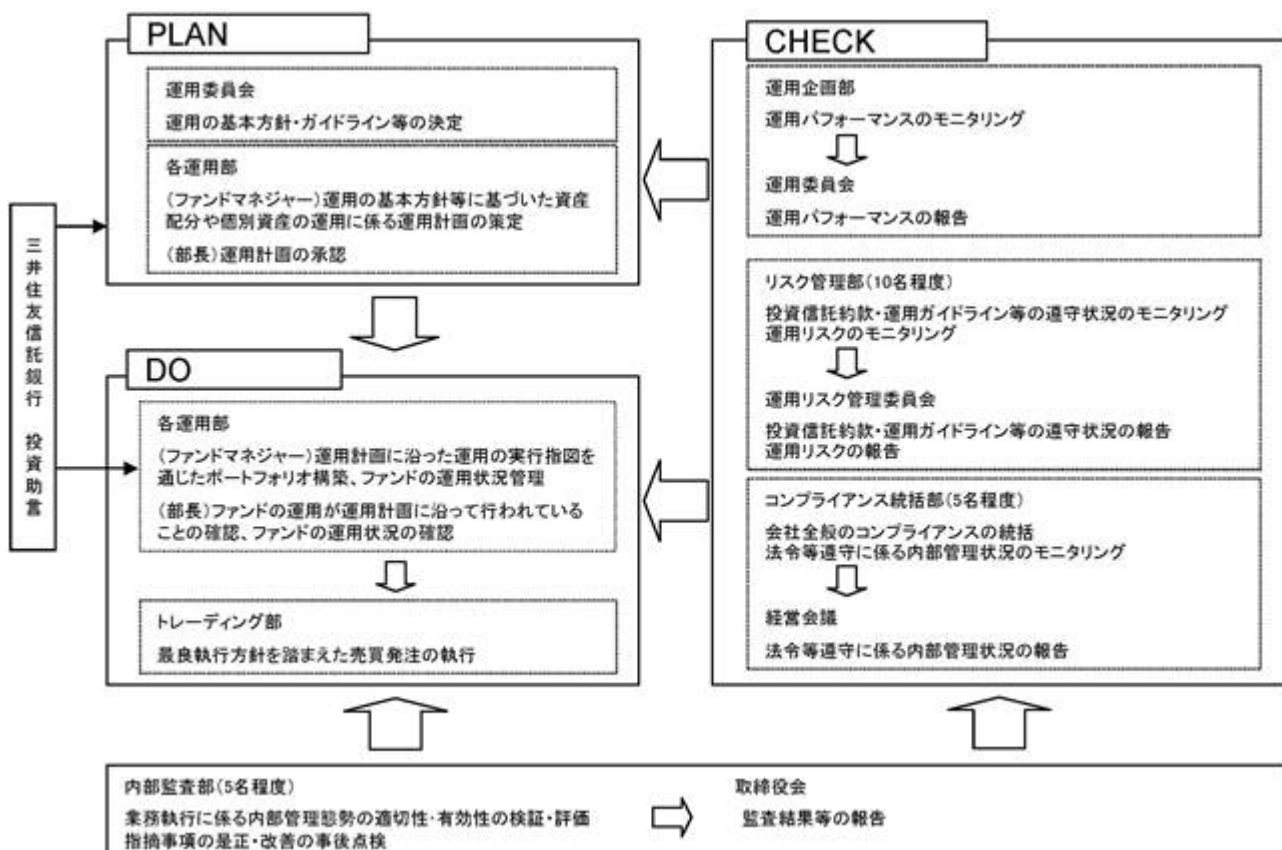 PLAN
運用委員会
運用の基本方針・ガイドライン等の決定
各運用部
(ファンドマネジャー)運用の基本方針等に基づいた資産
配分や個別資産の運用に係る運用計画の策定
(部長)運用計画の承認
三井住友信託銀行 投資助言
DO
各運用部
(ファンドマネジャー)運用計画に沿った運用の実行指図を
通じたポートフォリオ構築、ファンドの運用状況管理
(部長)ファンドの運用が運用計画に沿って行われている
ことの確認、ファンドの運用状況の確認
トレーディング部
最良執行方針を踏まえた売買発注の執行
CHECK
運用企画部
運用パフォーマンスのモニタリング
運用委員会
運用パフォーマンスの報告
リスク管理部(10名程度)
投資信託約款・運用ガイドライン等の遵守状況のモニタリング
運用リスクのモニタリング
運用リスク管理委員会
投資信託約款・運用ガイドライン等の遵守状況の報告
運用リスクの報告
コンプライアンス統括部(5名程度)
会社全般のコンプライアンスの統括
法令等遵守に係る内部管理状況のモニタリング
経営会議
法令等遵守に係る内部管理状況の報告
内部監査部(5名程度)
業務執行に係る内部管理態勢の適切性・有効性の検証・評価
指摘事項の是正・改善の事後点検
取締役会
監査結果等の報告